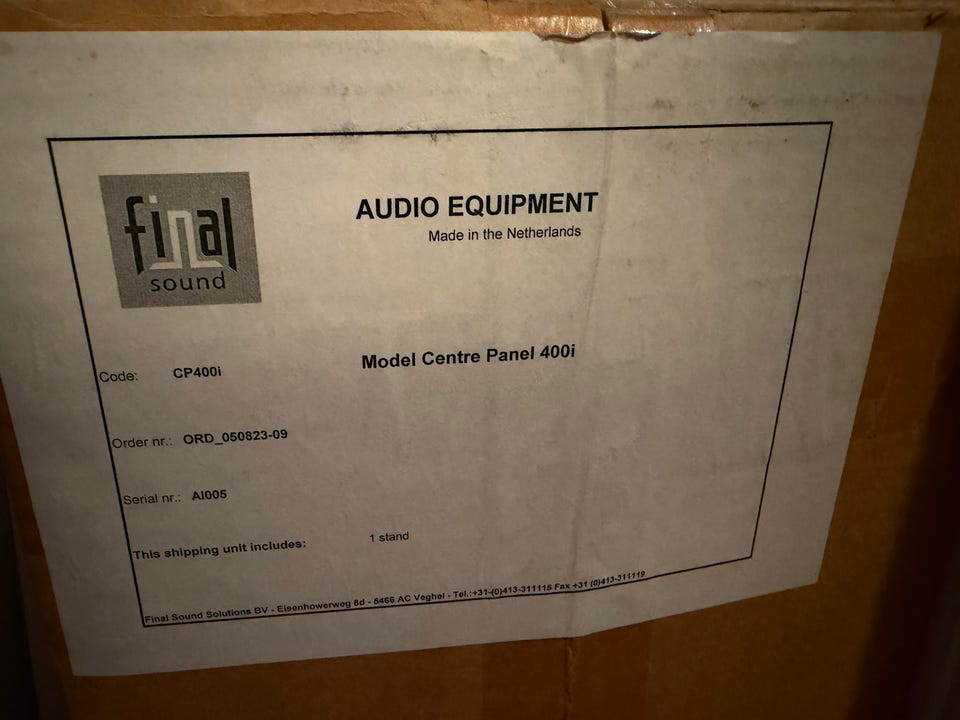 final
sound
AUDIO EQUIPMENT
Made in the Netherlands
Model Centre Panel 400i
Code: CP400i
Order nr.: ORD_050823-09
Serial nr.: AI005
This shipping unit includes: 1 stand
Final Sound Solutions BV - Eisenhowerweg 8d - 5466 AC Veghel - Tel.:+31-(0)413-311115 Fax +31 (0)413-311119